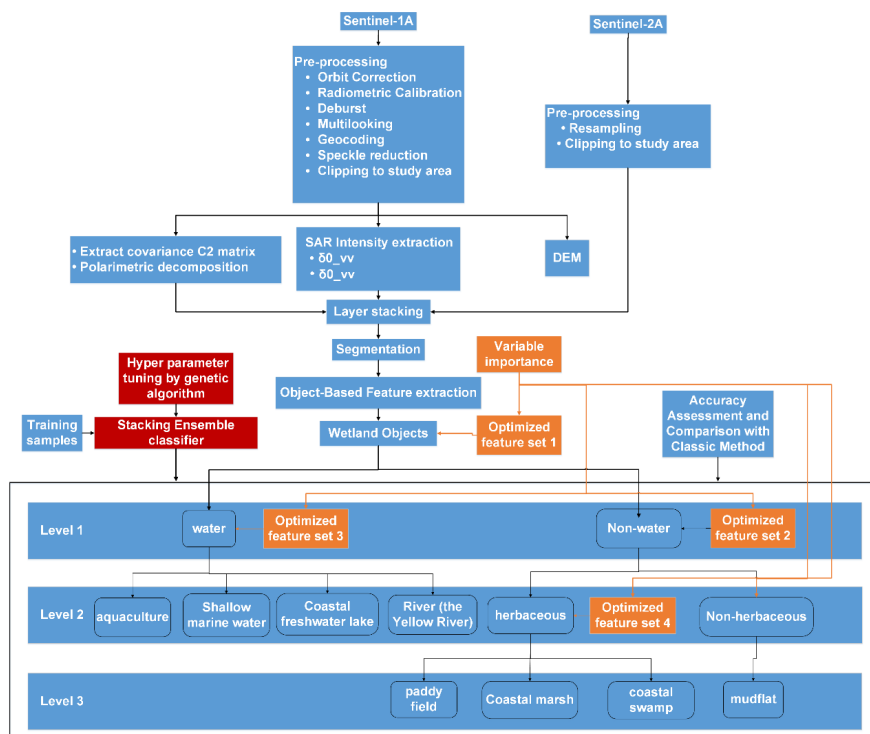 Sentinel-1A
Sentinel-2A
Pre-processing
• Orbit Correction
• Radiometric Calibration
• Deburst
• Multilooking
• Geocoding
• Speckle reduction
• Clipping to study area
Pre-processing
• Resampling
• Clipping to study area
• Extract covariance C2 matrix
• Polarimetric decomposition
SAR Intensity extraction
• δ0_vv
• δ0_vv
DEM
Layer stacking
Segmentation
Variable
importance
Hyper parameter
tuning by genetic
algorithm
Object-Based Feature extraction
Accuracy
Assessment and
Comparison with
Classic Method
Training
samples
Stacking Ensemble
classifier
Wetland Objects
Optimized
feature set 1
Level 1
water
Optimized
feature set 3
Non-water
Optimized
feature set 2
Level 2
aquaculture
Shallow
marine water
Coastal
freshwater lake
River (the
Yellow River)
herbaceous
Optimized
feature set 4
Non-herbaceous
Level 3
paddy
field
Coastal marsh
coastal
swamp
mudflat